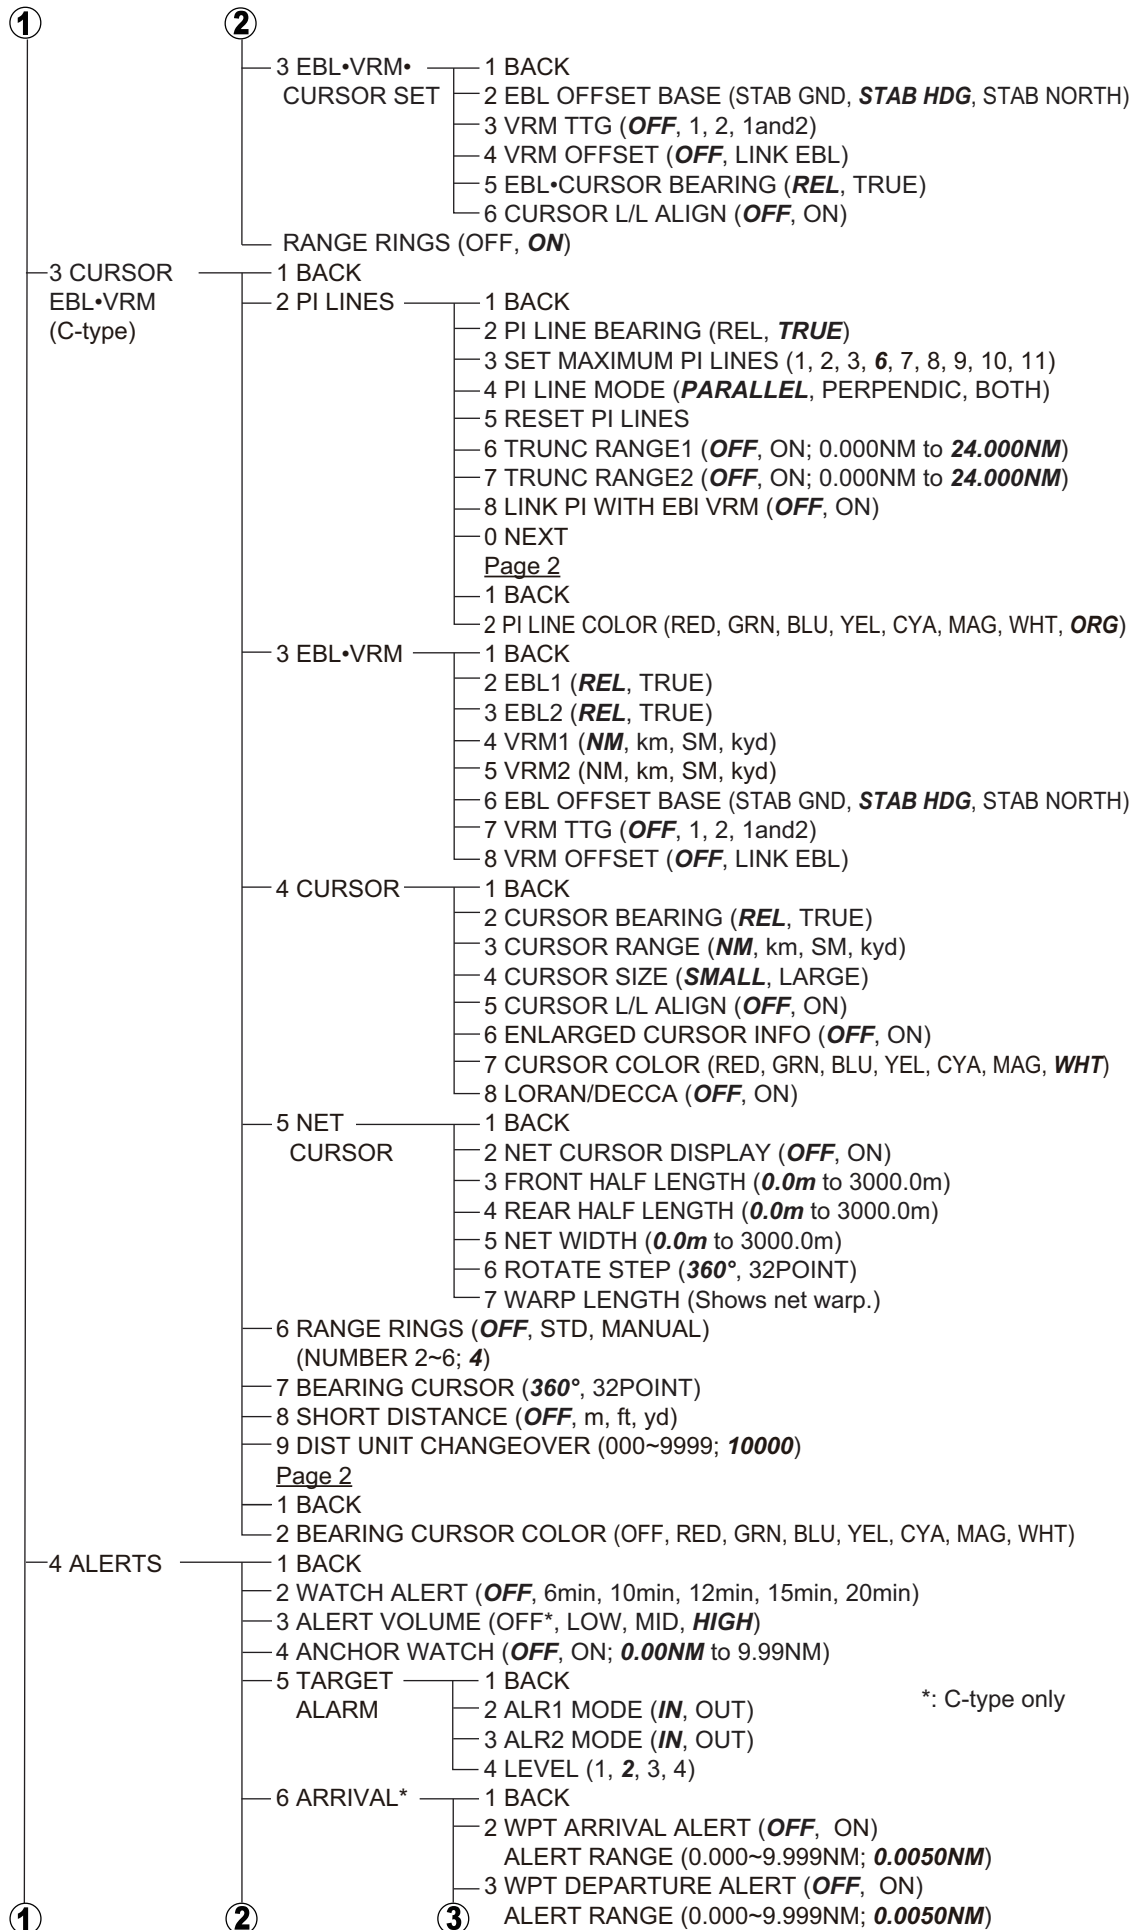 1
2
3 EBL•VRM•
CURSOR SET
1 BACK
2 EBL OFFSET BASE (STAB GND, STAB HDG, STAB NORTH)
3 VRM TTG (OFF, 1, 2, 1and2)
4 VRM OFFSET (OFF, LINK EBL)
5 EBL•CURSOR BEARING (REL, TRUE)
6 CURSOR L/L ALIGN (OFF, ON)
RANGE RINGS (OFF, ON)
3 CURSOR
EBL•VRM
(C-type)
1 BACK
2 PI LINES
1 BACK
2 PI LINE BEARING (REL, TRUE)
3 SET MAXIMUM PI LINES (1, 2, 3, 6, 7, 8, 9, 10, 11)
4 PI LINE MODE (PARALLEL, PERPENDIC, BOTH)
5 RESET PI LINES
6 TRUNC RANGE1 (OFF, ON; 0.000NM to 24.000NM)
7 TRUNC RANGE2 (OFF, ON; 0.000NM to 24.000NM)
8 LINK PI WITH EBl VRM (OFF, ON)
0 NEXT
Page 2
1 BACK
2 PI LINE COLOR (RED, GRN, BLU, YEL, CYA, MAG, WHT, ORG)
3 EBL•VRM
1 BACK
2 EBL1 (REL, TRUE)
3 EBL2 (REL, TRUE)
4 VRM1 (NM, km, SM, kyd)
5 VRM2 (NM, km, SM, kyd)
6 EBL OFFSET BASE (STAB GND, STAB HDG, STAB NORTH)
7 VRM TTG (OFF, 1, 2, 1and2)
8 VRM OFFSET (OFF, LINK EBL)
4 CURSOR
1 BACK
2 CURSOR BEARING (REL, TRUE)
3 CURSOR RANGE (NM, km, SM, kyd)
4 CURSOR SIZE (SMALL, LARGE)
5 CURSOR L/L ALIGN (OFF, ON)
6 ENLARGED CURSOR INFO (OFF, ON)
7 CURSOR COLOR (RED, GRN, BLU, YEL, CYA, MAG, WHT)
8 LORAN/DECCA (OFF, ON)
5 NET
CURSOR
1 BACK
2 NET CURSOR DISPLAY (OFF, ON)
3 FRONT HALF LENGTH (0.0m to 3000.0m)
4 REAR HALF LENGTH (0.0m to 3000.0m)
5 NET WIDTH (0.0m to 3000.0m)
6 ROTATE STEP (360°, 32POINT)
7 WARP LENGTH (Shows net warp.)
6 RANGE RINGS (OFF, STD, MANUAL)
(NUMBER 2~6; 4)
7 BEARING CURSOR (360°, 32POINT)
8 SHORT DISTANCE (OFF, m, ft, yd)
9 DIST UNIT CHANGEOVER (000~9999; 10000)
Page 2
1 BACK
2 BEARING CURSOR COLOR (OFF, RED, GRN, BLU, YEL, CYA, MAG, WHT)
4 ALERTS
1 BACK
2 WATCH ALERT (OFF, 6min, 10min, 12min, 15min, 20min)
3 ALERT VOLUME (OFF*, LOW, MID, HIGH)
4 ANCHOR WATCH (OFF, ON; 0.00NM to 9.99NM)
5 TARGET
ALARM
1 BACK
2 ALR1 MODE (IN, OUT)
3 ALR2 MODE (IN, OUT)
4 LEVEL (1, 2, 3, 4)
*: C-type only
6 ARRIVAL*
1 BACK
2 WPT ARRIVAL ALERT (OFF, ON)
ALERT RANGE (0.000~9.999NM; 0.0050NM)
3 WPT DEPARTURE ALERT (OFF, ON)
ALERT RANGE (0.000~9.999NM; 0.0050NM)
1
2
3